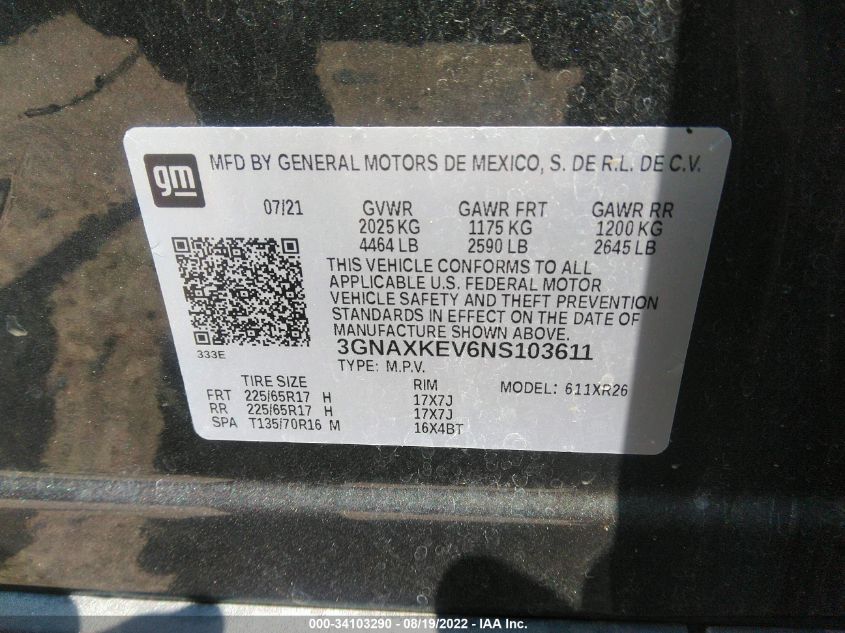 gm
MFD BY GENERAL MOTORS DE MEXICO, S. DE R.L. DE C.V.
07/21 GVWR GAWR FRT GAWR RR
2025 KG 1175 KG 1200 KG
4464 LB 2590 LB 2645 LB
THIS VEHICLE CONFORMS TO ALL
APPLICABLE U.S. FEDERAL MOTOR
VEHICLE SAFETY AND THEFT PREVENTION
STANDARDS IN EFFECT ON THE DATE OF
MANUFACTURE SHOWN ABOVE.
333E
3GNAXKEV6NS103611
TYPE: M.P.V.
TIRE SIZE RIM MODEL: 611XR26
FRT 225/65R17 H 17X7J
RR 225/65R17 H 17X7J
SPA T135/70R16 M 16X4BT
000-34103290 - 08/19/2022 - IAA Inc.